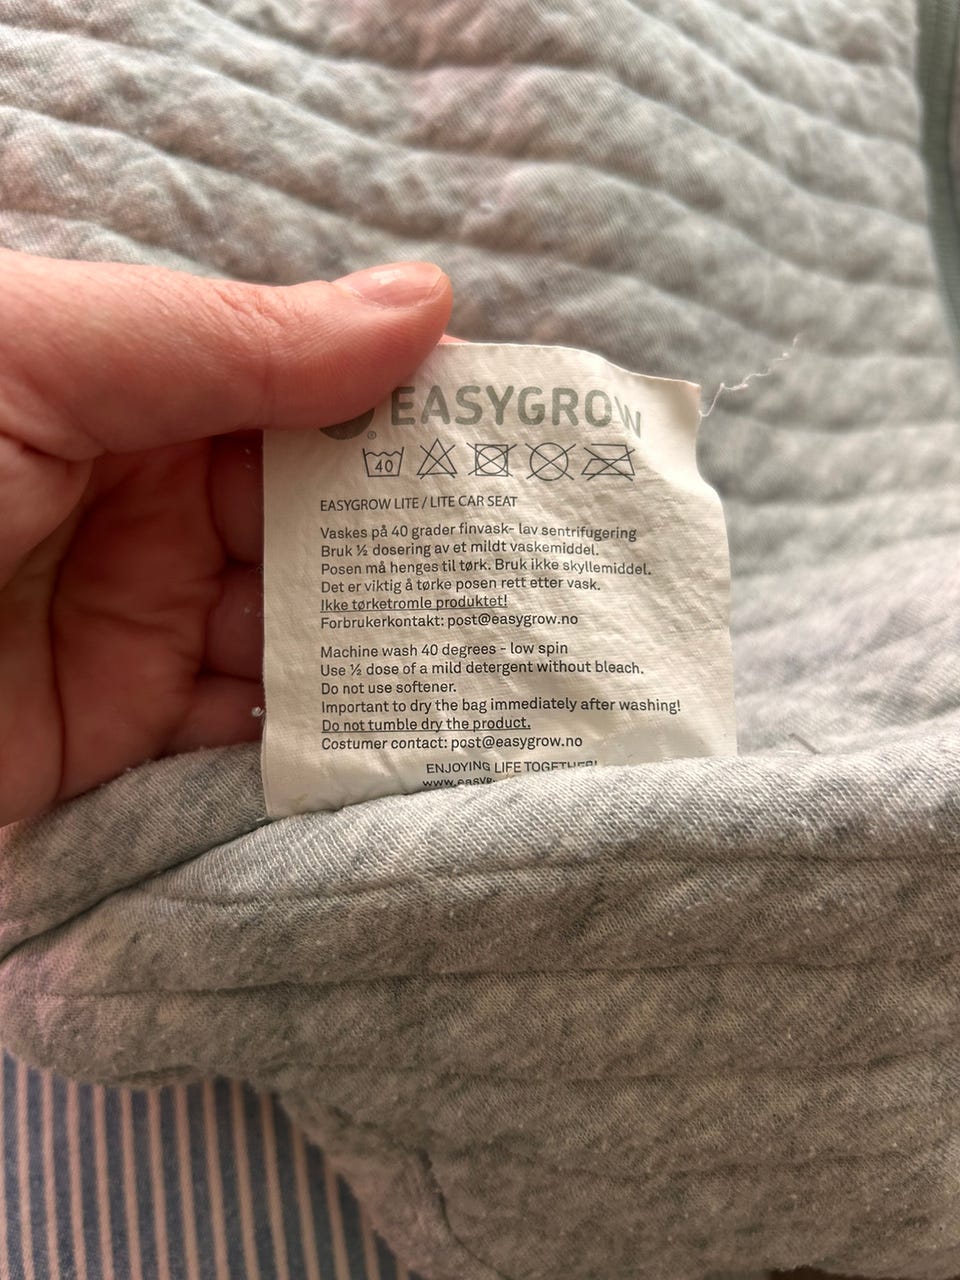 EASYGROW
®
40
EASYGROW LITE / LITE CAR SEAT
Vaskes på 40 grader finvask- lav sentrifugering
Bruk ½ dosering av et mildt vaskemiddel.
Posen må henges til tørk. Bruk ikke skyllemiddel.
Det er viktig å tørke posen rett etter vask.
Ikke tørketromle produktet!
Forbrukerkontakt: post@easygrow.no
Machine wash 40 degrees - low spin
Use ½ dose of a mild detergent without bleach.
Do not use softener.
Important to dry the bag immediately after washing!
Do not tumble dry the product.
Costumer contact: post@easygrow.no
ENJOYING LIFE TOGETHER!